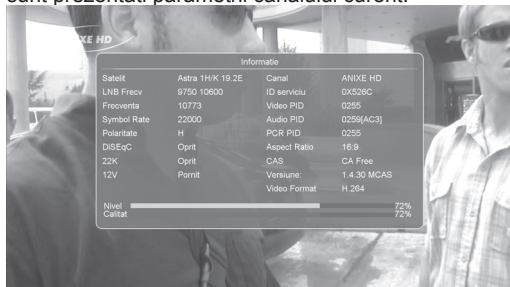 sunt prezentati parametrii canalului curent.
XE HD
Informatie
Satelit Astra 1H/K 19.2E Canal ANIXE HD
LNB Frecv 9750 10600 ID serviciu 0X526C
Frecventa 10773 Video PID 0255
Symbol Rate 22000 Audio PID 0259[AC3]
Polaritate H PCR PID 0255
DiSEqC Oprit Aspect Ratio 16:9
22K Oprit CAS CA Free
12V Pornit Versiune: 1.4.30 MCAS
Video Format H.264
Nivel 72%
Calitat 72%